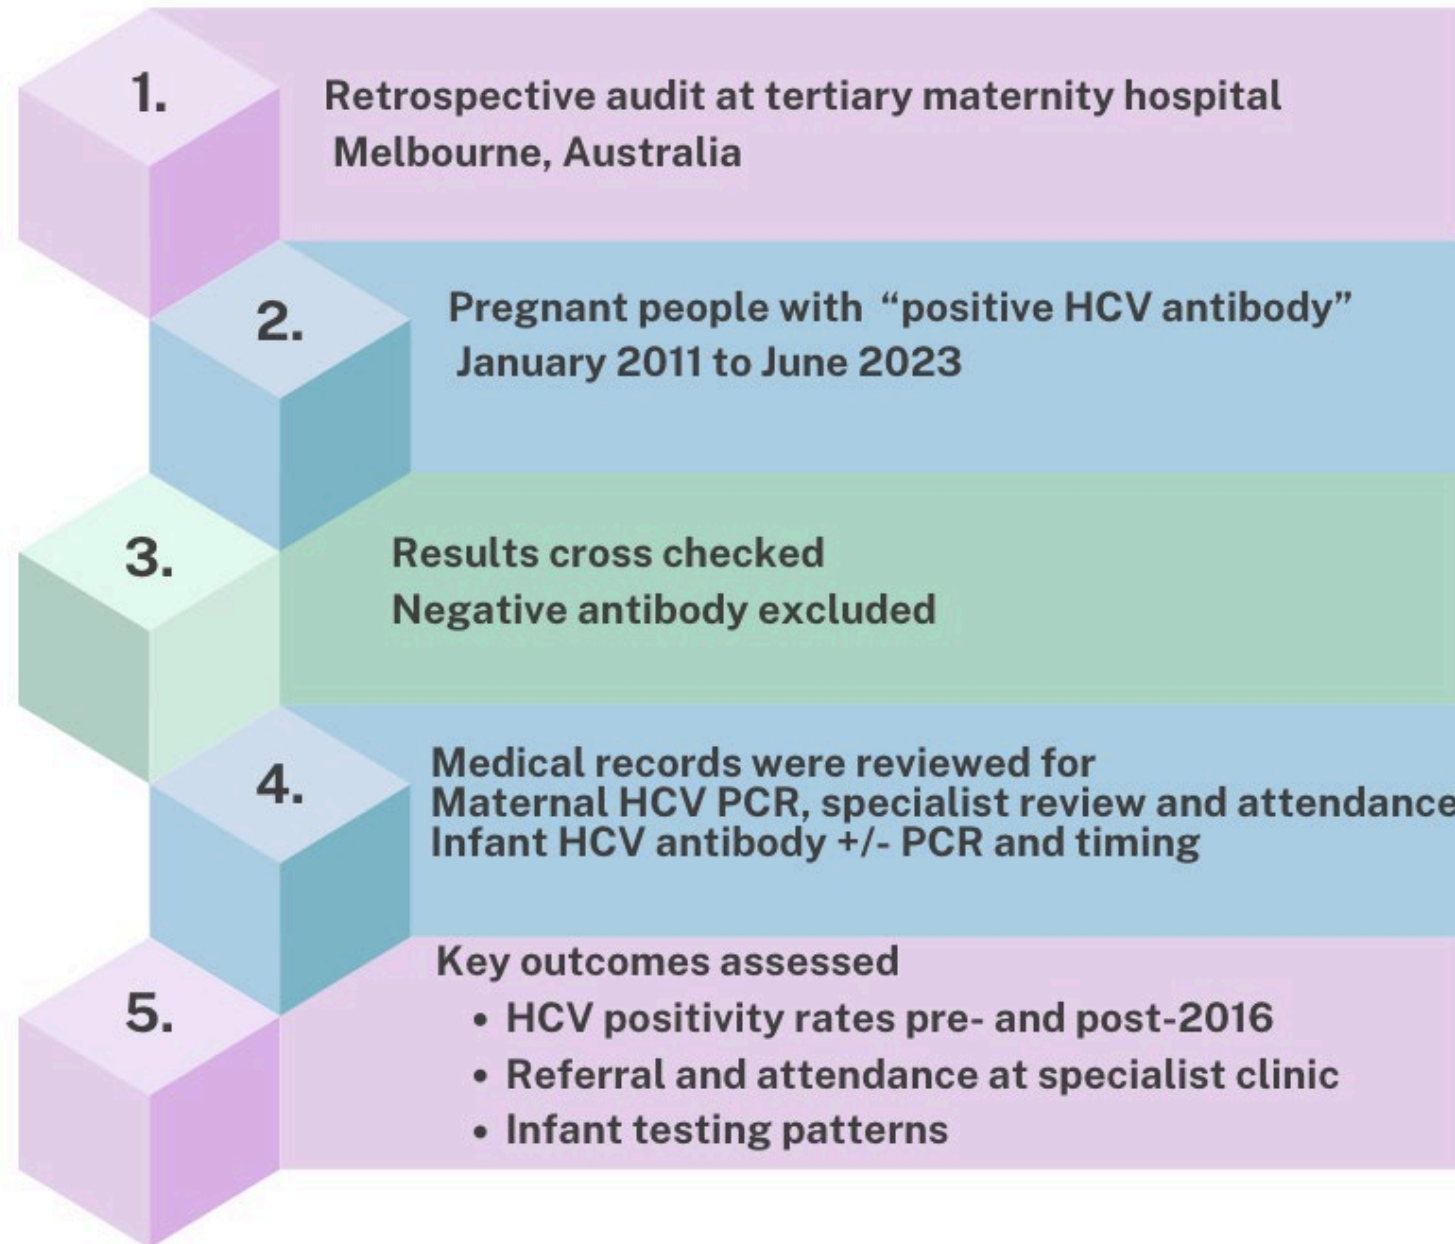 1.
Retrospective audit at tertiary maternity hospital
Melbourne, Australia
2.
Pregnant people with “positive HCV antibody”
January 2011 to June 2023
3.
Results cross checked
Negative antibody excluded
4.
Medical records were reviewed for
Maternal HCV PCR, specialist review and attendance
Infant HCV antibody +/- PCR and timing
5.
Key outcomes assessed
• HCV positivity rates pre- and post-2016
• Referral and attendance at specialist clinic
• Infant testing patterns